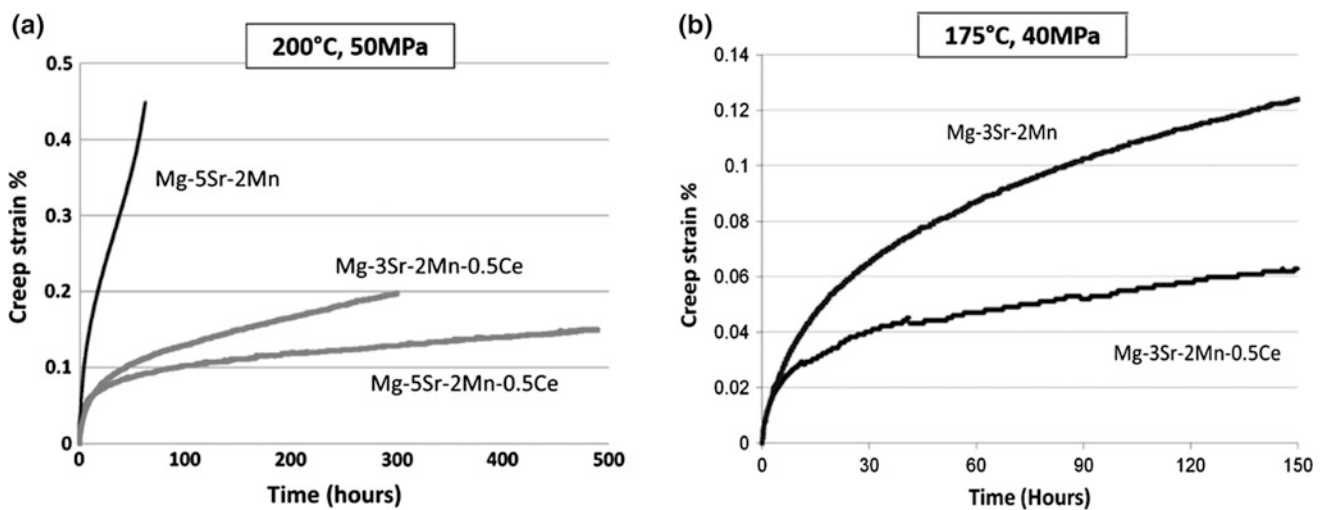 (a)
200°C, 50MPa
0.5
0.4
0.3
0.2
0.1
0
Creep strain %
Mg-5Sr-2Mn
Mg-3Sr-2Mn-0.5Ce
Mg-5Sr-2Mn-0.5Ce
0 100 200 300 400 500
Time (hours)
(b)
175°C, 40MPa
0.14
0.12
0.1
0.08
0.06
0.04
0.02
0
Creep strain %
Mg-3Sr-2Mn
Mg-3Sr-2Mn-0.5Ce
0 30 60 90 120 150
Time (Hours)